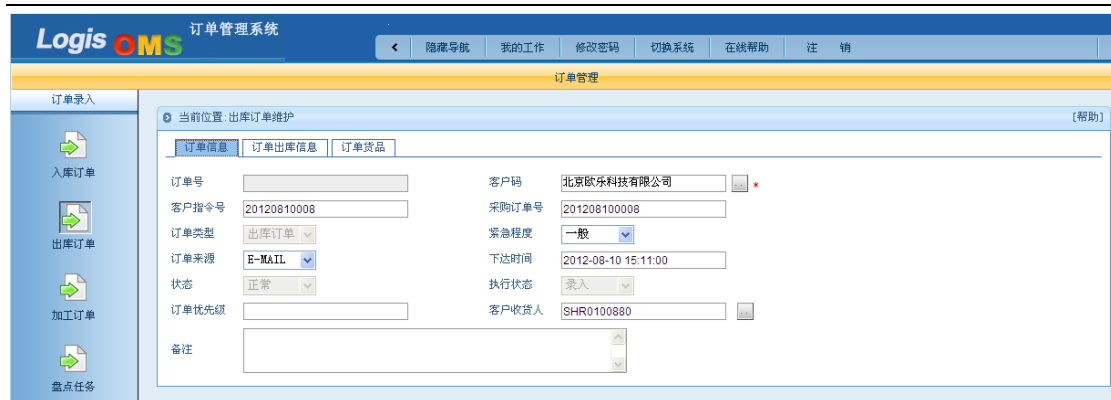 Logis OMS 订单管理系统
隐藏导航 我的工作 修改密码 切换系统 在线帮助 注 销
订单管理
订单录入
当前位置:出库订单维护 [帮助]
订单信息 订单出库信息 订单货品
入库订单
订单号 客户码 北京欧乐科技有限公司 ... *
客户指令号 20120810008 采购订单号 201208100008
订单类型 出库订单 紧急程度 一般
出库订单
订单来源 E-MAIL 下达时间 2012-08-10 15:11:00
状态 正常 执行状态 录入
订单优先级 客户收货人 SHR0100880 ...
加工订单
备注
盘点任务